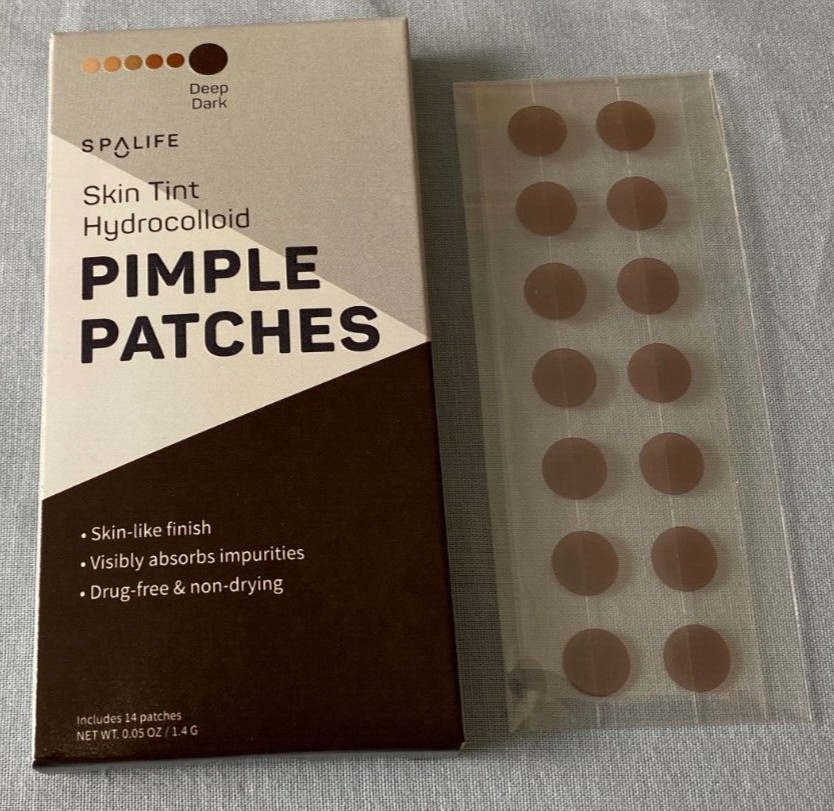 Deep
Dark
SPALIFE
Skin Tint
Hydrocolloid
PIMPLE
PATCHES
• Skin-like finish
• Visibly absorbs impurities
• Drug-free & non-drying
Includes 14 patches
NET WT. 0.05 OZ / 1.4 G